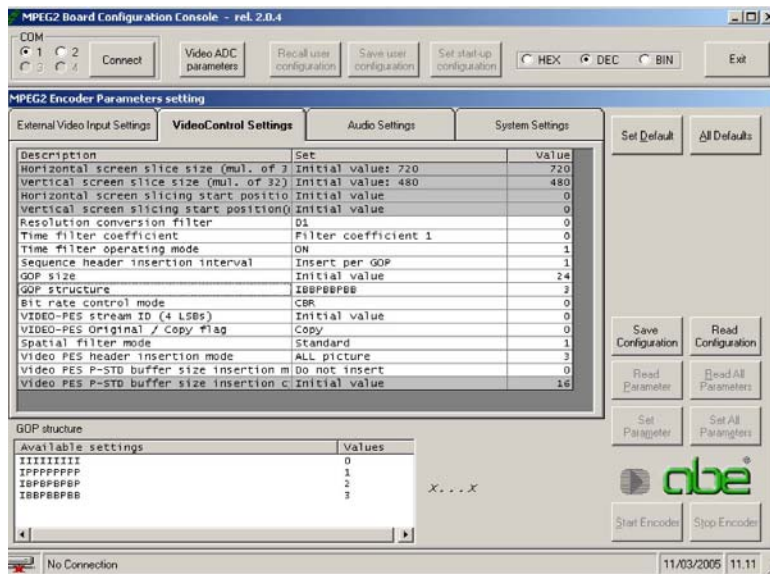 MPEG2 Board Configuration Console - rel. 2.0.4
COM
1 2
3 4
Connect
Video ADC parameters
Recall user configuration
Save user configuration
Set start-up configuration
HEX DEC BIN
Exit
MPEG2 Encoder Parameters setting
External Video Input Settings
VideoControl Settings
Audio Settings
System Settings
Set Default
All Defaults
Description Set Value
Horizontal screen slice size (mul. of 3 Initial value: 720 720
Vertical screen slice size (mul. of 32) Initial value: 480 480
Horizontal screen slicing start positio Initial value 0
Vertical screen slicing start position( Initial value 0
Resolution conversion filter D1 0
Time filter coefficient Filter coefficient 1 0
Time filter operating mode ON 1
Sequence header insertion interval Insert per GOP 1
GOP size Initial value 24
GOP structure IBBPBBPBB 3
Bit rate control mode CBR 0
VIDEO-PES stream ID (4 LSBs) Initial value 0
VIDEO-PES Original / Copy flag Copy 0
Spatial filter mode Standard 1
Video PES header insertion mode ALL picture 3
Video PES P-STD buffer size insertion m Do not insert 0
Video PES P-STD buffer size insertion c Initial value 16
Save Configuration
Read Configuration
Read Parameter
Read All Parameters
Set Parameter
Set All Parameters
GOP structure
Available settings Values
IIIIIIIII 0
IPPPPPPPP 1
IBPBPBPBP 2
IBBPBBPBB 3
x...x
abe
Start Encoder
Stop Encoder
No Connection
11/03/2005 11.11